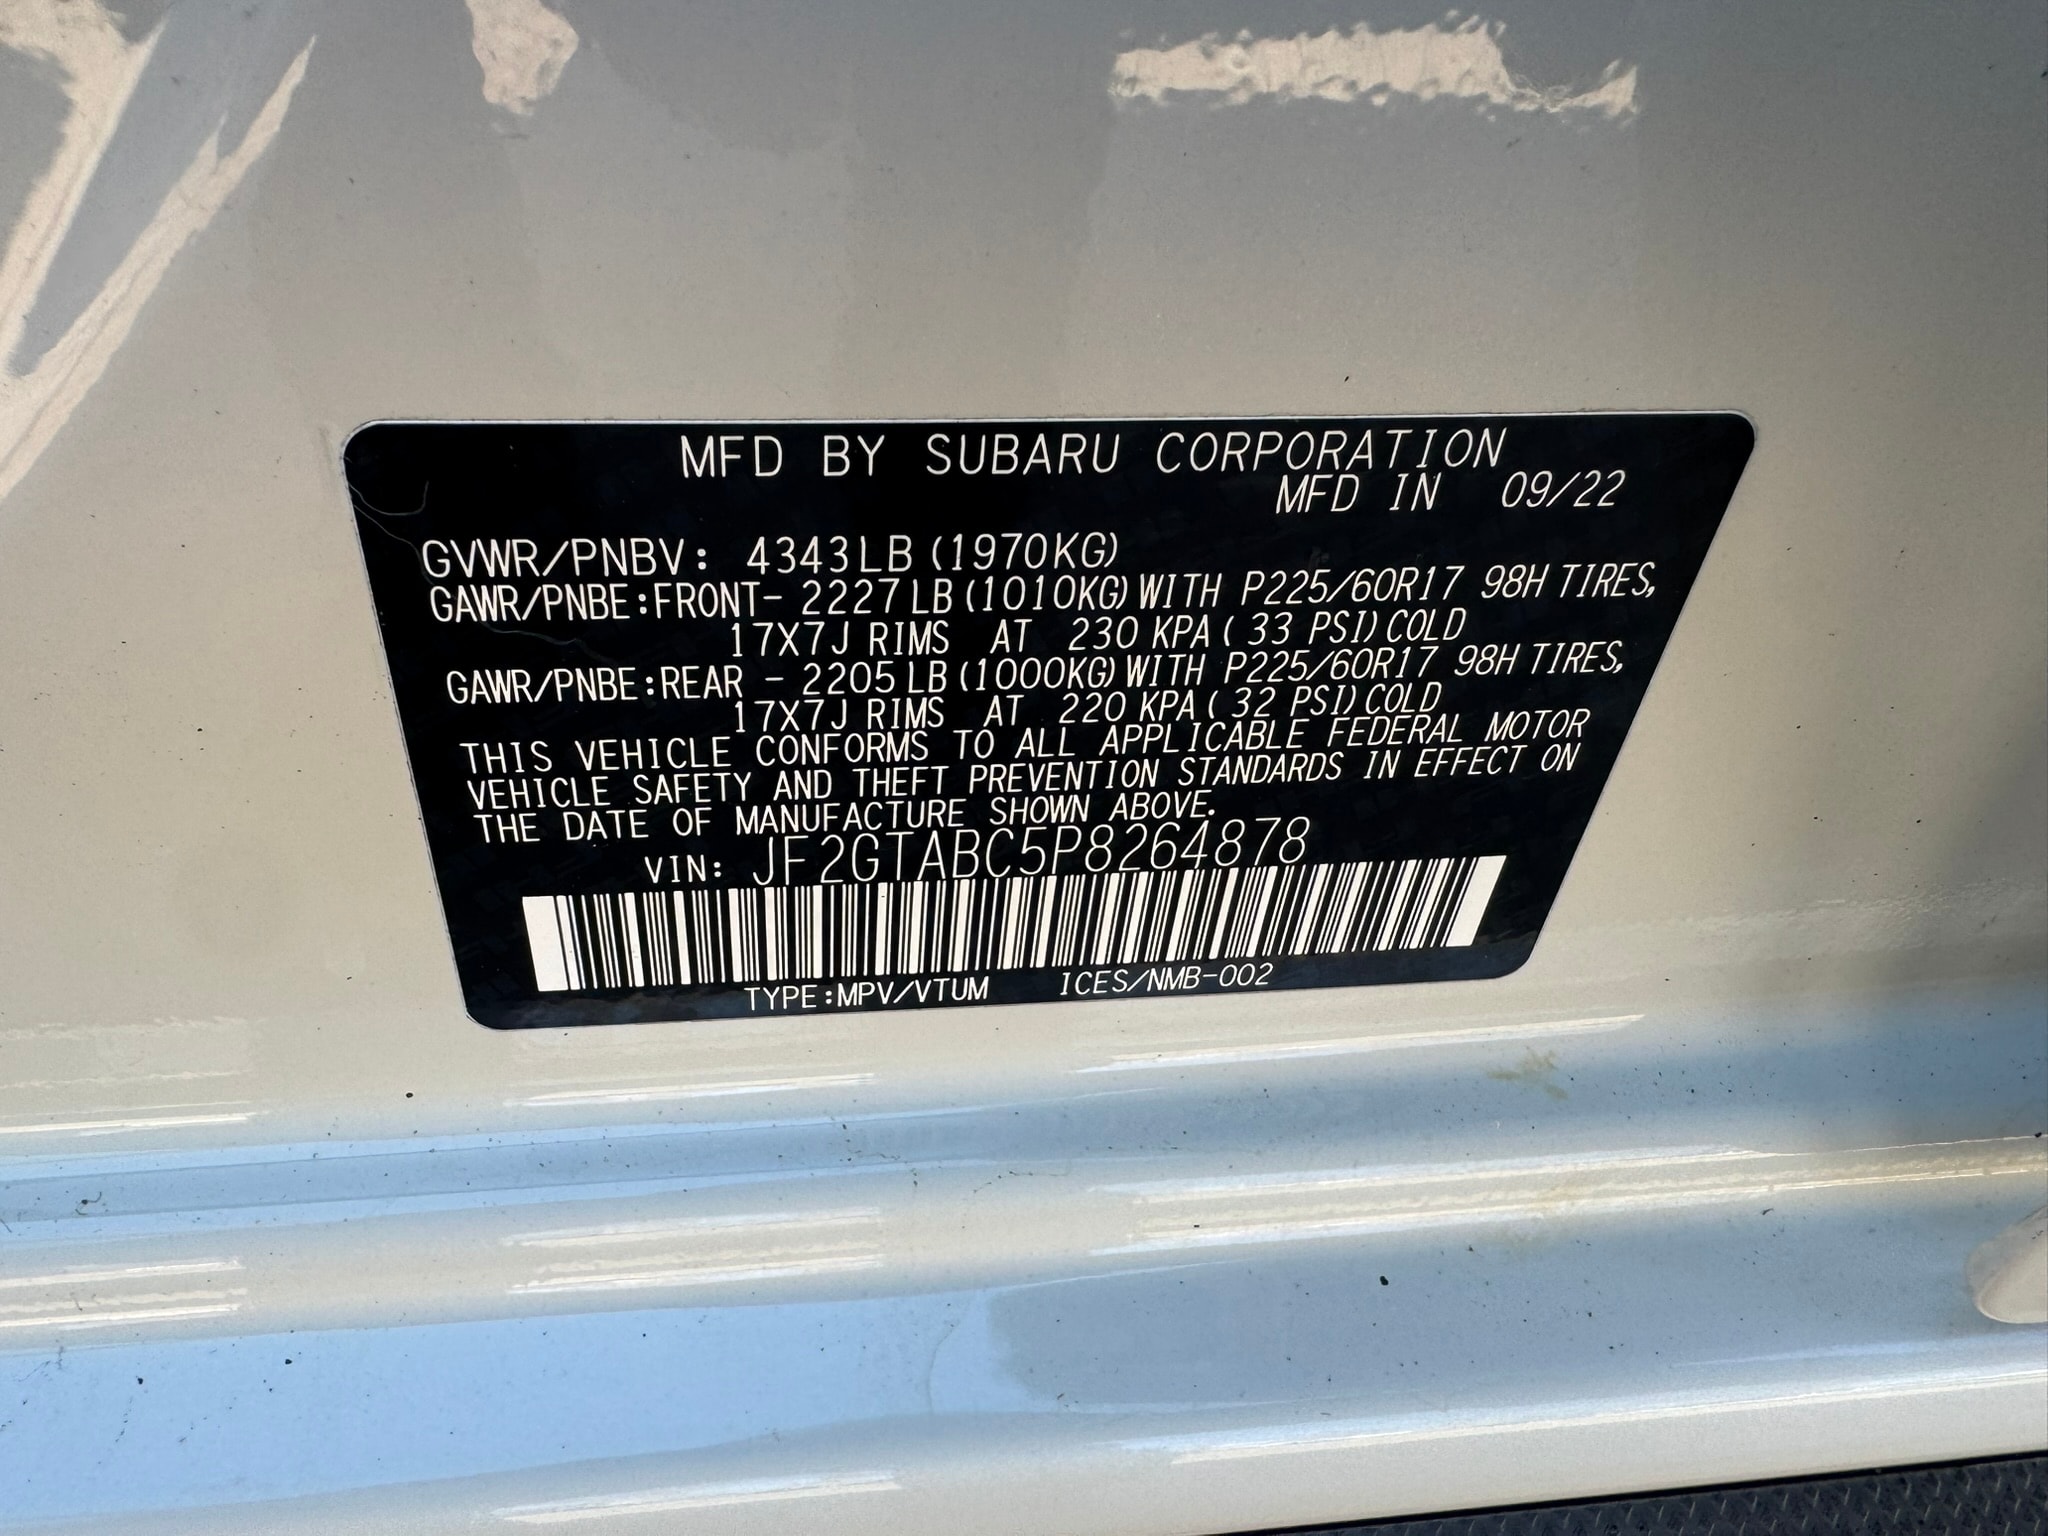 MFD BY SUBARU CORPORATION
MFD IN 09/22
GVWR/PNBV: 4343LB (1970KG)
GAWR/PNBE:FRONT- 2227LB (1010KG) WITH P225/60R17 98H TIRES,
17X7J RIMS AT 230 KPA ( 33 PSI) COLD
GAWR/PNBE:REAR - 2205LB (1000KG) WITH P225/60R17 98H TIRES,
17X7J RIMS AT 220 KPA ( 32 PSI) COLD
THIS VEHICLE CONFORMS TO ALL APPLICABLE FEDERAL MOTOR
VEHICLE SAFETY AND THEFT PREVENTION STANDARDS IN EFFECT ON
THE DATE OF MANUFACTURE SHOWN ABOVE.
VIN: JF2GTABC5P8264878
TYPE:MPV/VTUM ICES/NMB-002